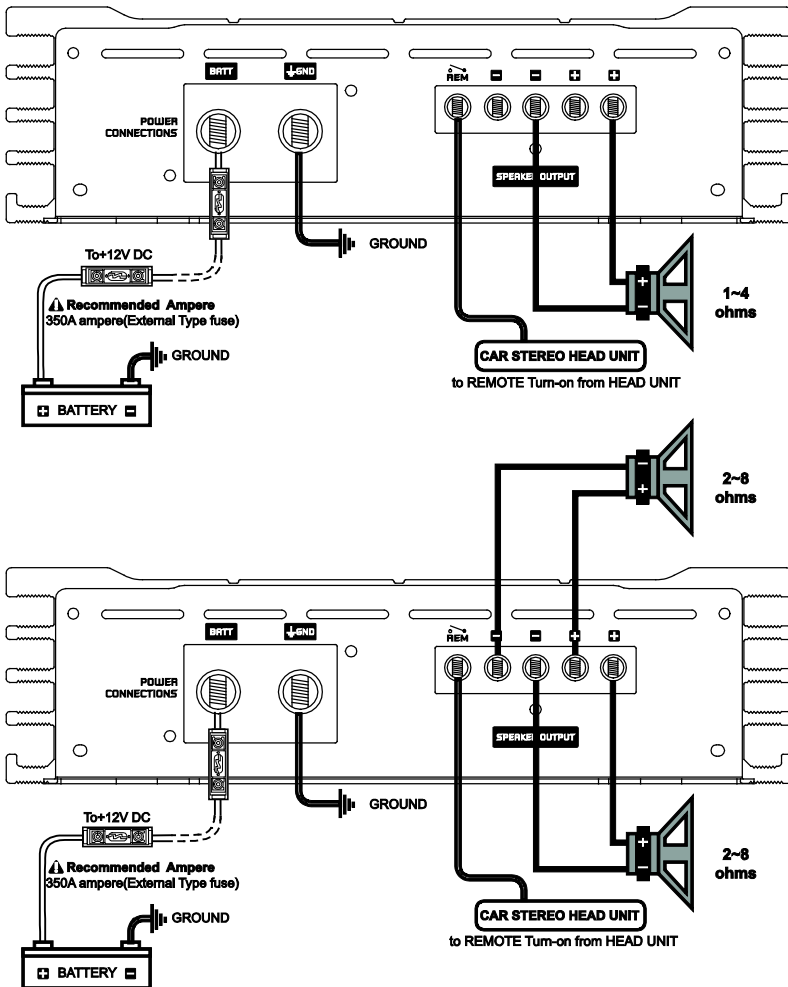 BATT
GND
REM
POWER
CONNECTIONS
SPEAKER OUTPUT
To+12V DC
GROUND
Recommended Ampere
350A ampere(External Type fuse)
GROUND
+ BATTERY -
1~4
ohms
CAR STEREO HEAD UNIT
to REMOTE Turn-on from HEAD UNIT
2~8
ohms
BATT
GND
REM
POWER
CONNECTIONS
SPEAKER OUTPUT
To+12V DC
GROUND
Recommended Ampere
350A ampere(External Type fuse)
GROUND
+ BATTERY -
2~8
ohms
CAR STEREO HEAD UNIT
to REMOTE Turn-on from HEAD UNIT